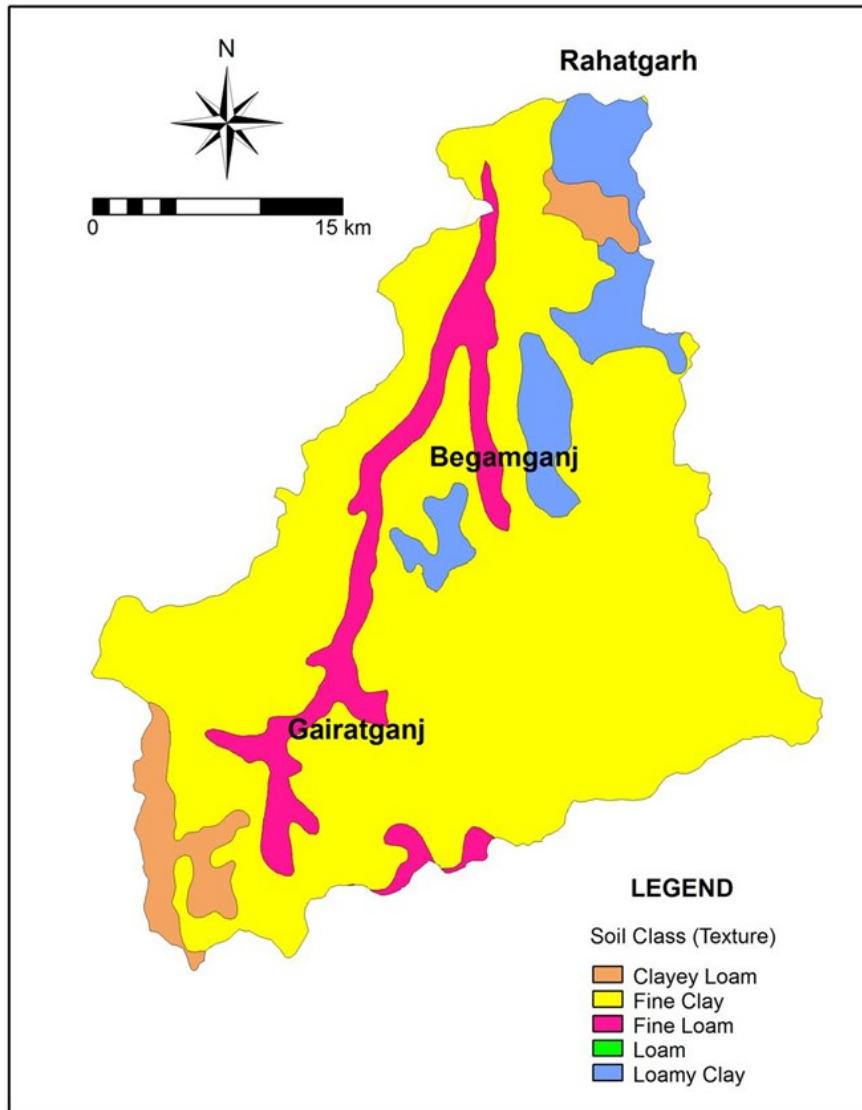 N
Rahatgarh
0 15 km
Begamganj
Gairatganj
LEGEND
Soil Class (Texture)
Clayey Loam
Fine Clay
Fine Loam
Loam
Loamy Clay